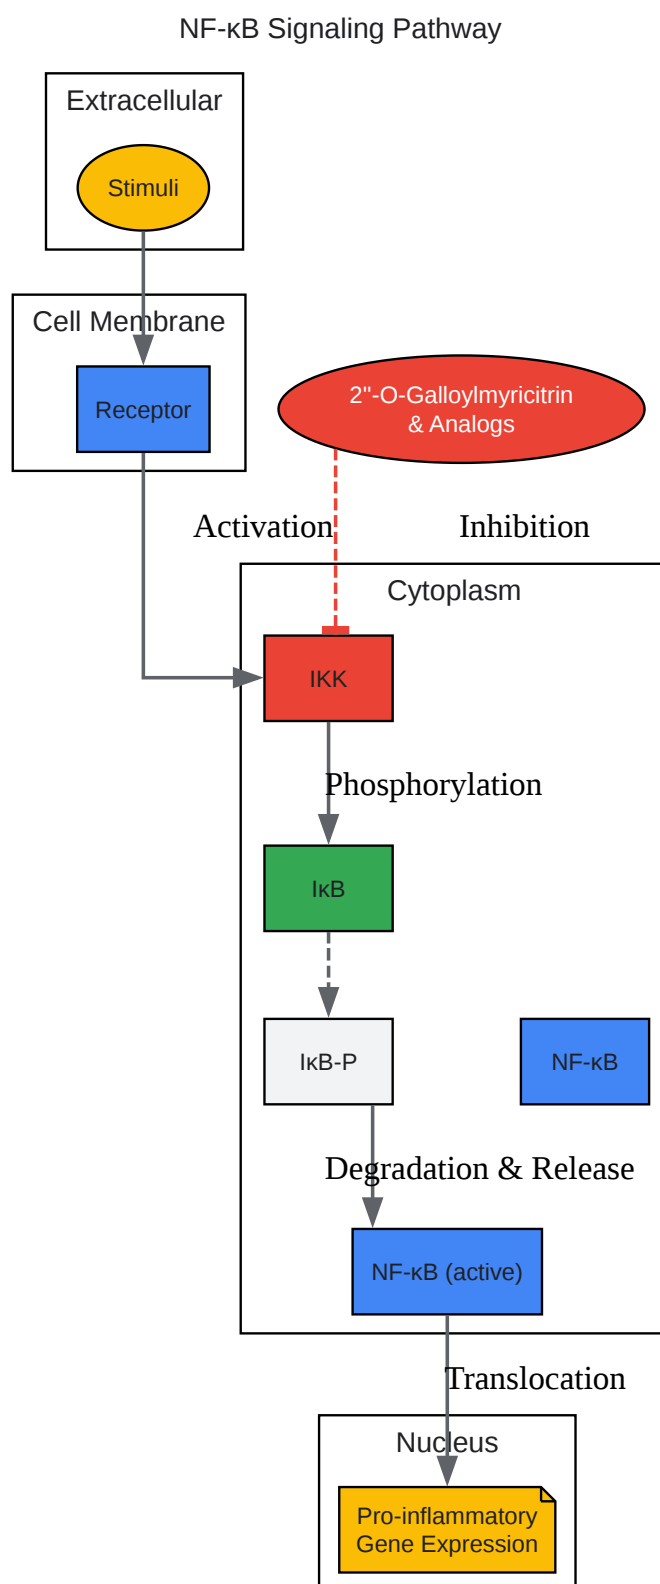 NF-κB Signaling Pathway
Extracellular
Stimuli
Cell Membrane
Receptor
2"-O-Galloylmyricitrin
& Analogs
Activation
Inhibition
Cytoplasm
IKK
Phosphorylation
IκB
IκB-P
NF-κB
Degradation & Release
NF-κB (active)
Translocation
Nucleus
Pro-inflammatory
Gene Expression